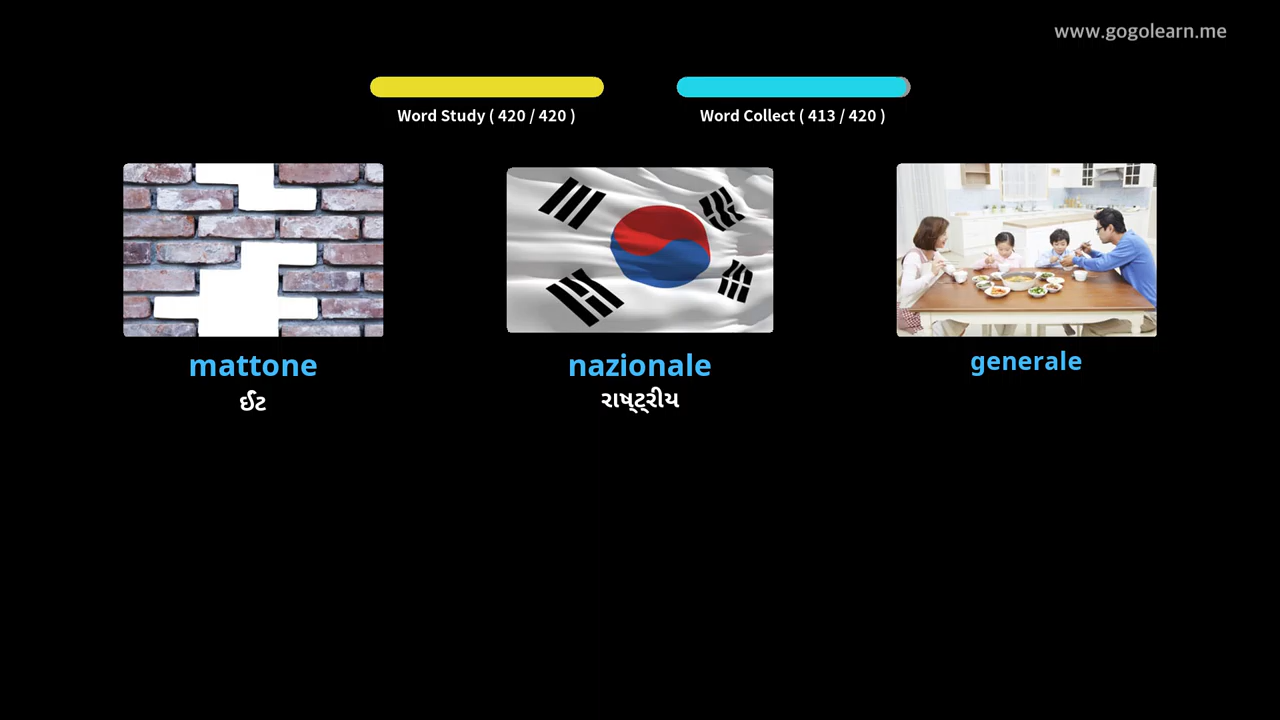 www.gogolearn.me
Word Study ( 420 / 420 )
Word Collect ( 413 / 420 )
mattone
nazionale
generale
ઈંટ
રાષ્ટ્રીય